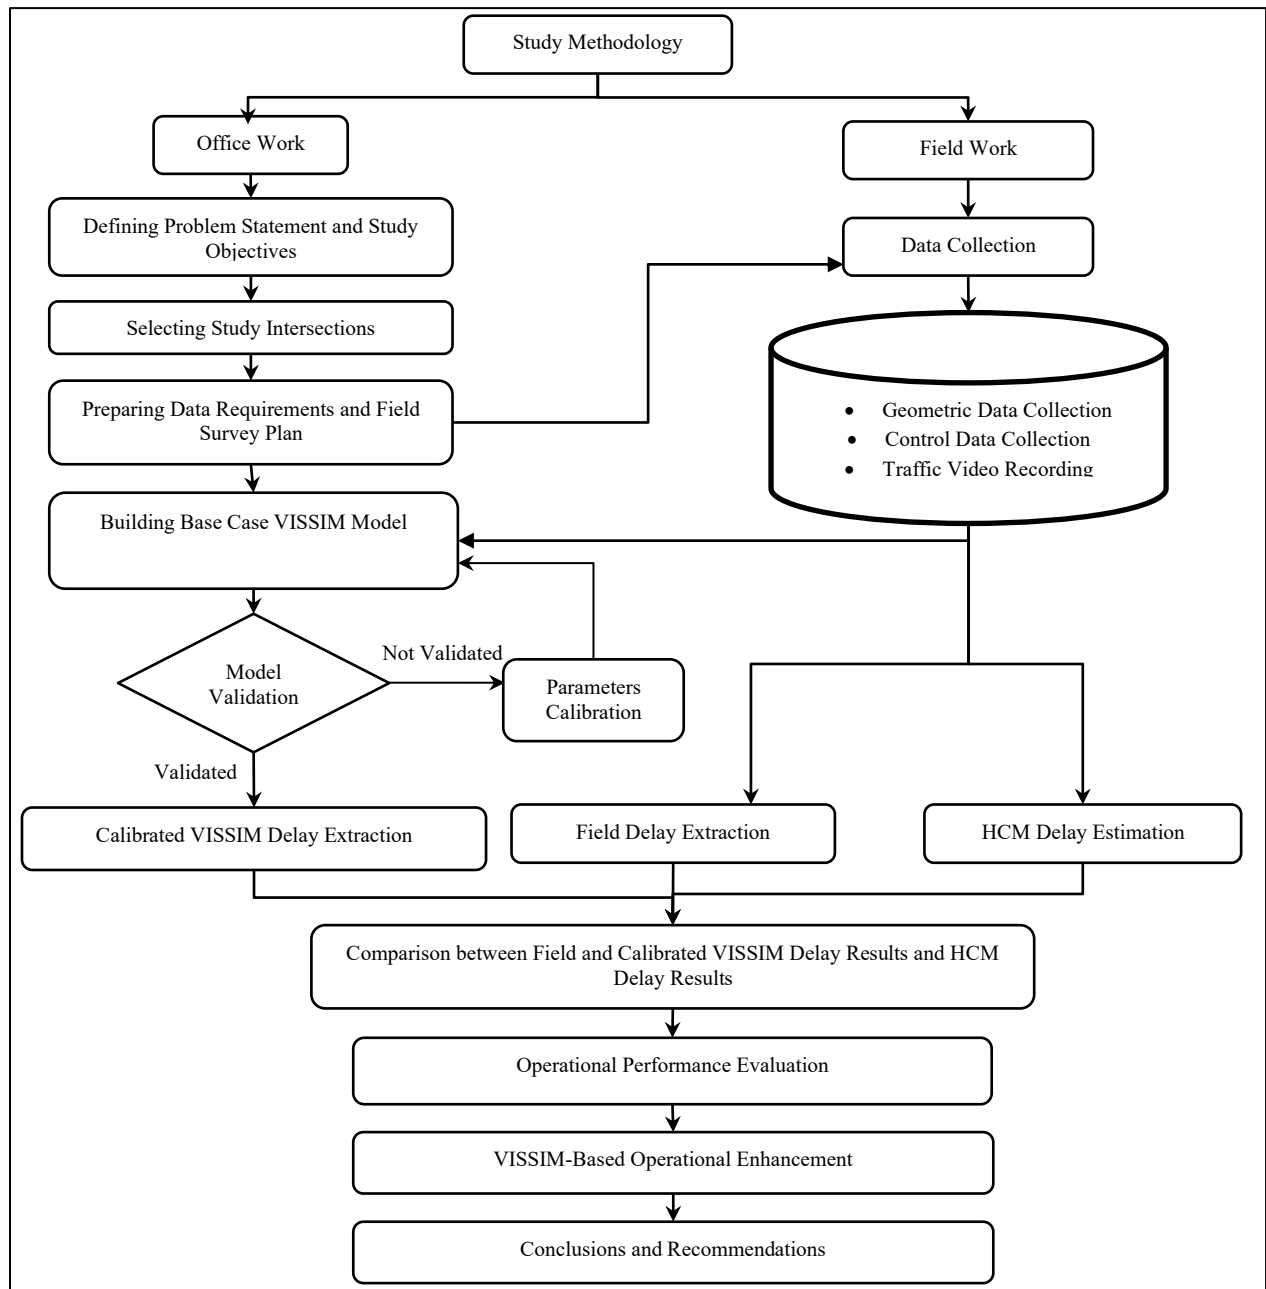 Study Methodology
Office Work
Field Work
Defining Problem Statement and Study
Objectives
Data Collection
Selecting Study Intersections
Preparing Data Requirements and Field
Survey Plan
• Geometric Data Collection
• Control Data Collection
• Traffic Video Recording
Building Base Case VISSIM Model
Model
Validation
Not Validated
Parameters
Calibration
Validated
Calibrated VISSIM Delay Extraction
Field Delay Extraction
HCM Delay Estimation
Comparison between Field and Calibrated VISSIM Delay Results and HCM
Delay Results
Operational Performance Evaluation
VISSIM-Based Operational Enhancement
Conclusions and Recommendations